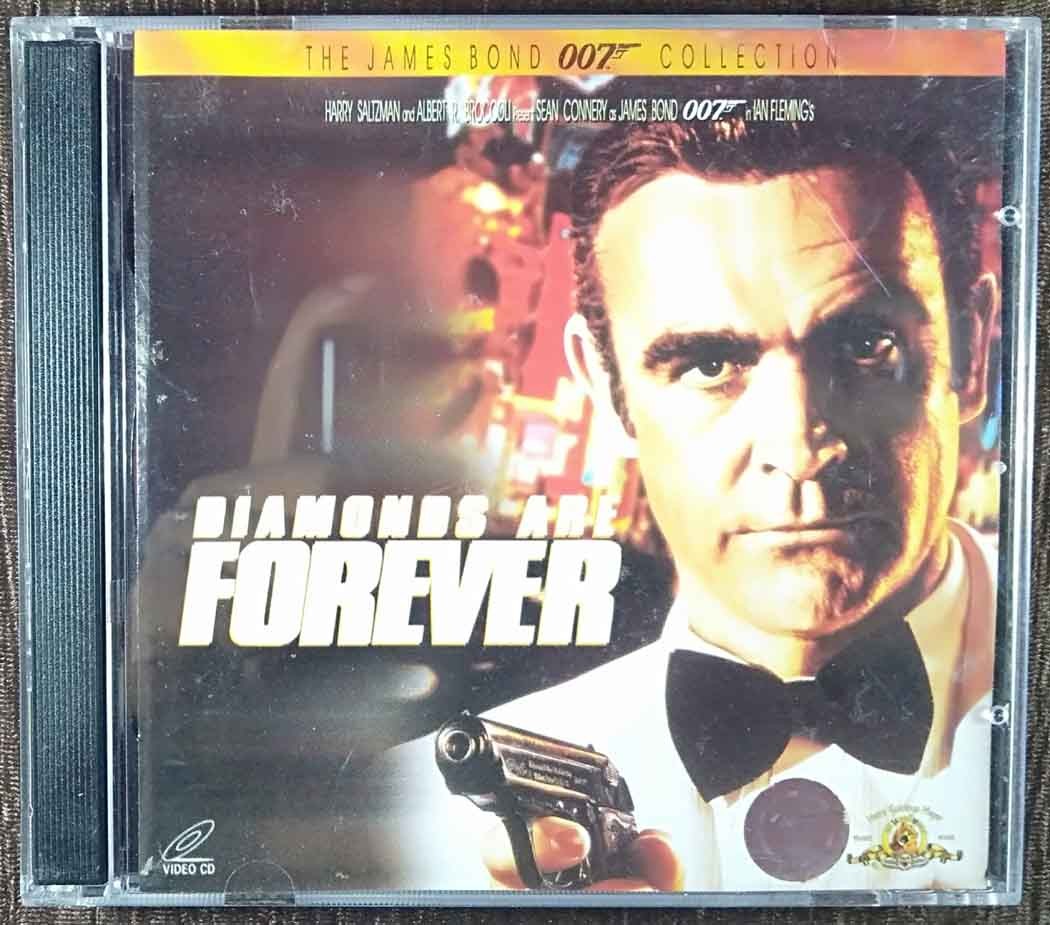 THE JAMES BOND 007 COLLECTION
HARRY SALTZMAN and ALBERT R. BROCCOLI Present SEAN CONNERY as JAMES BOND 007 in IAN FLEMING's
DIAMONDS ARE
FOREVER
VIDEO CD